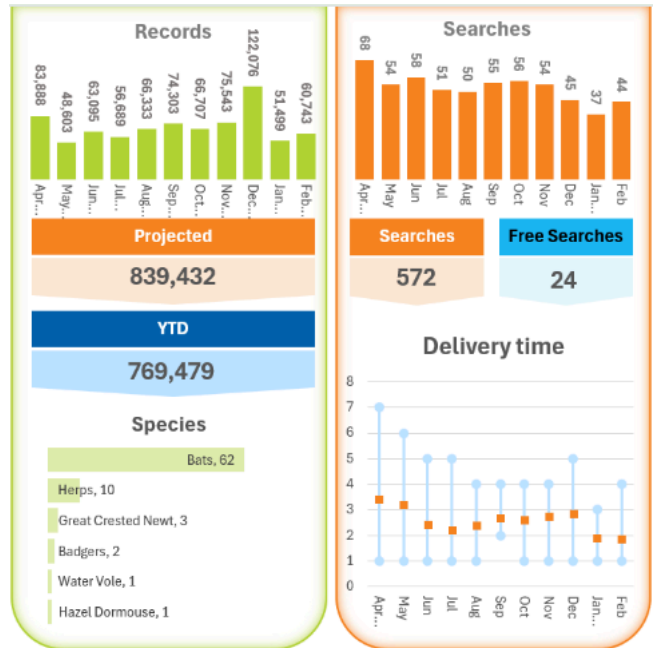 Records
83,888
48,603
63,095
56,689
66,333
74,303
66,707
75,543
122,076
51,499
60,743
Apr...
May...
Jun...
Jul...
Aug...
Sep...
Oct...
Nov...
Dec...
Jan...
Feb...
Projected
839,432
YTD
769,479
Species
Bats, 62
Herps, 10
Great Crested Newt, 3
Badgers, 2
Water Vole, 1
Hazel Dormouse, 1
Searches
68
54
58
51
50
55
56
54
45
37
44
Apr...
May
Jun
Jul
Aug
Sep
Oct
Nov
Dec
Jan...
Feb
Searches
572
Free Searches
24
Delivery time
8
7
6
5
4
3
2
1
0
Apr...
May
Jun
Jul
Aug
Sep
Oct
Nov
Dec
Jan...
Feb